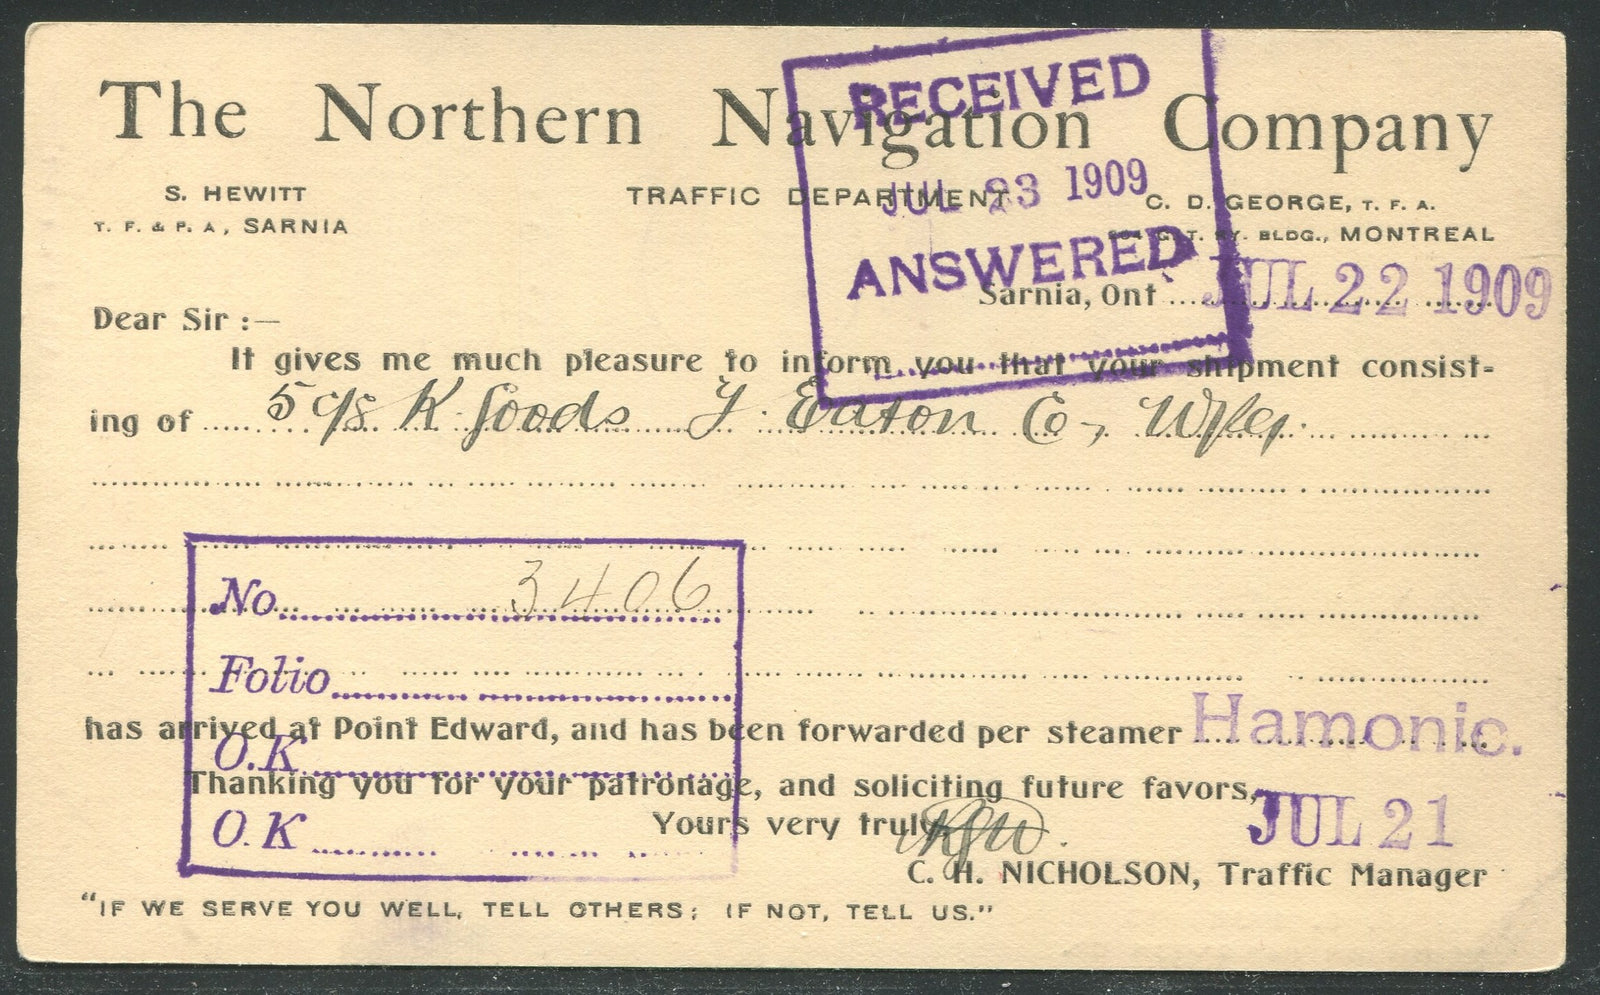 The Northern Navigation Company
S. HEWITT
T. F. & P. A, SARNIA
TRAFFIC DEPARTMENT
C. D. GEORGE, T. F. A.
G. T. RY. BLDG., MONTREAL
RECEIVED
JUL 23 1909
ANSWERED
Sarnia, Ont JUL 22 1909
Dear Sir :—
It gives me much pleasure to inform you that your shipment consist-
ing of 5 c/s K. Goods T. Eaton Co, Wpg.
No. 3406
Folio
has arrived at Point Edward, and has been forwarded per steamer Hamonic.
O.K
Thanking you for your patronage, and soliciting future favors,
JUL 21
Yours very truly
O.K
C. H. NICHOLSON, Traffic Manager
"IF WE SERVE YOU WELL, TELL OTHERS; IF NOT, TELL US."